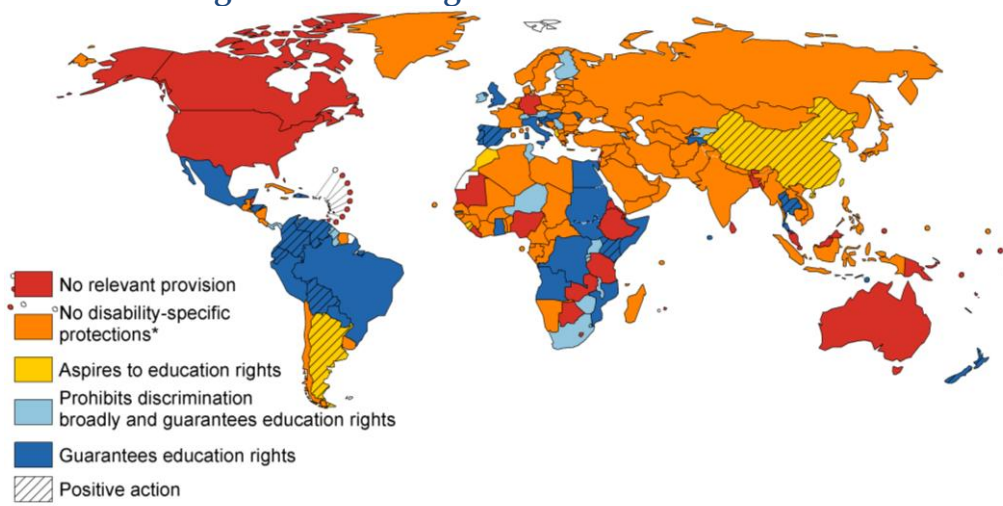 No relevant provision
No disability-specific
protections*
Aspires to education rights
Prohibits discrimination
broadly and guarantees education rights
Guarantees education rights
Positive action